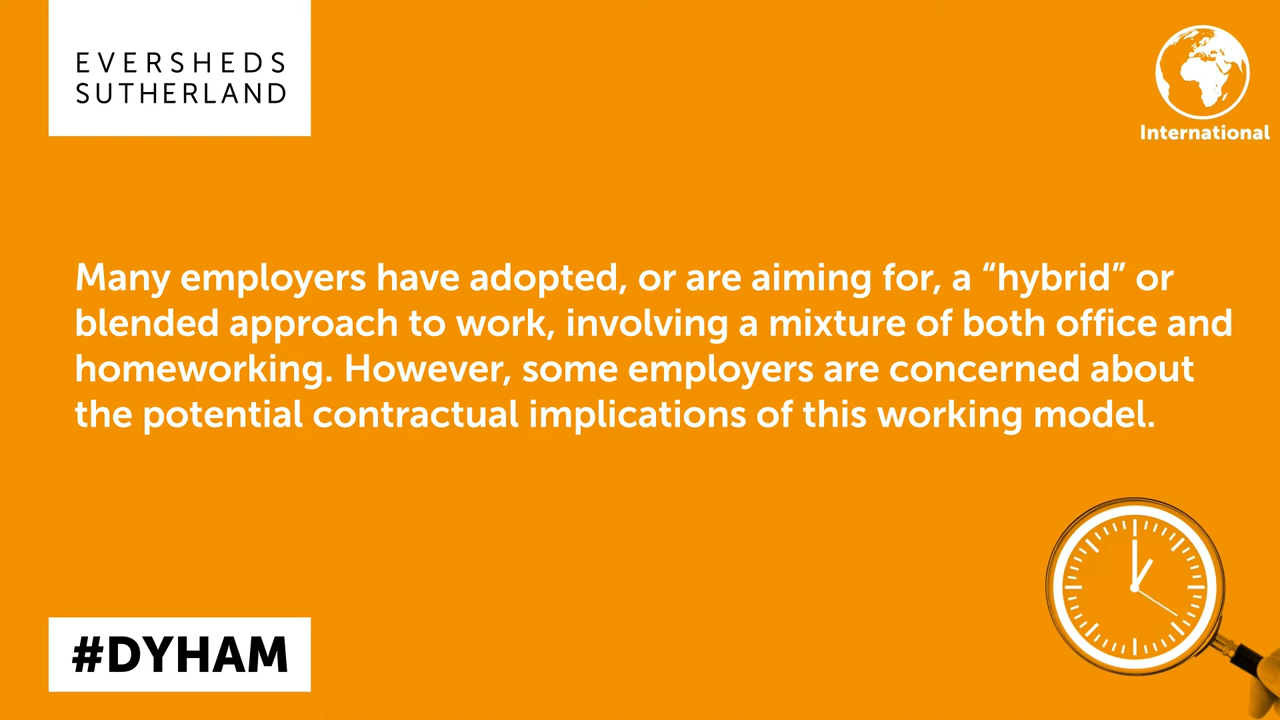 EVERSHEDS
SUTHERLAND
International
Many employers have adopted, or are aiming for, a “hybrid” or
blended approach to work, involving a mixture of both office and
homeworking. However, some employers are concerned about
the potential contractual implications of this working model.
#DYHAM